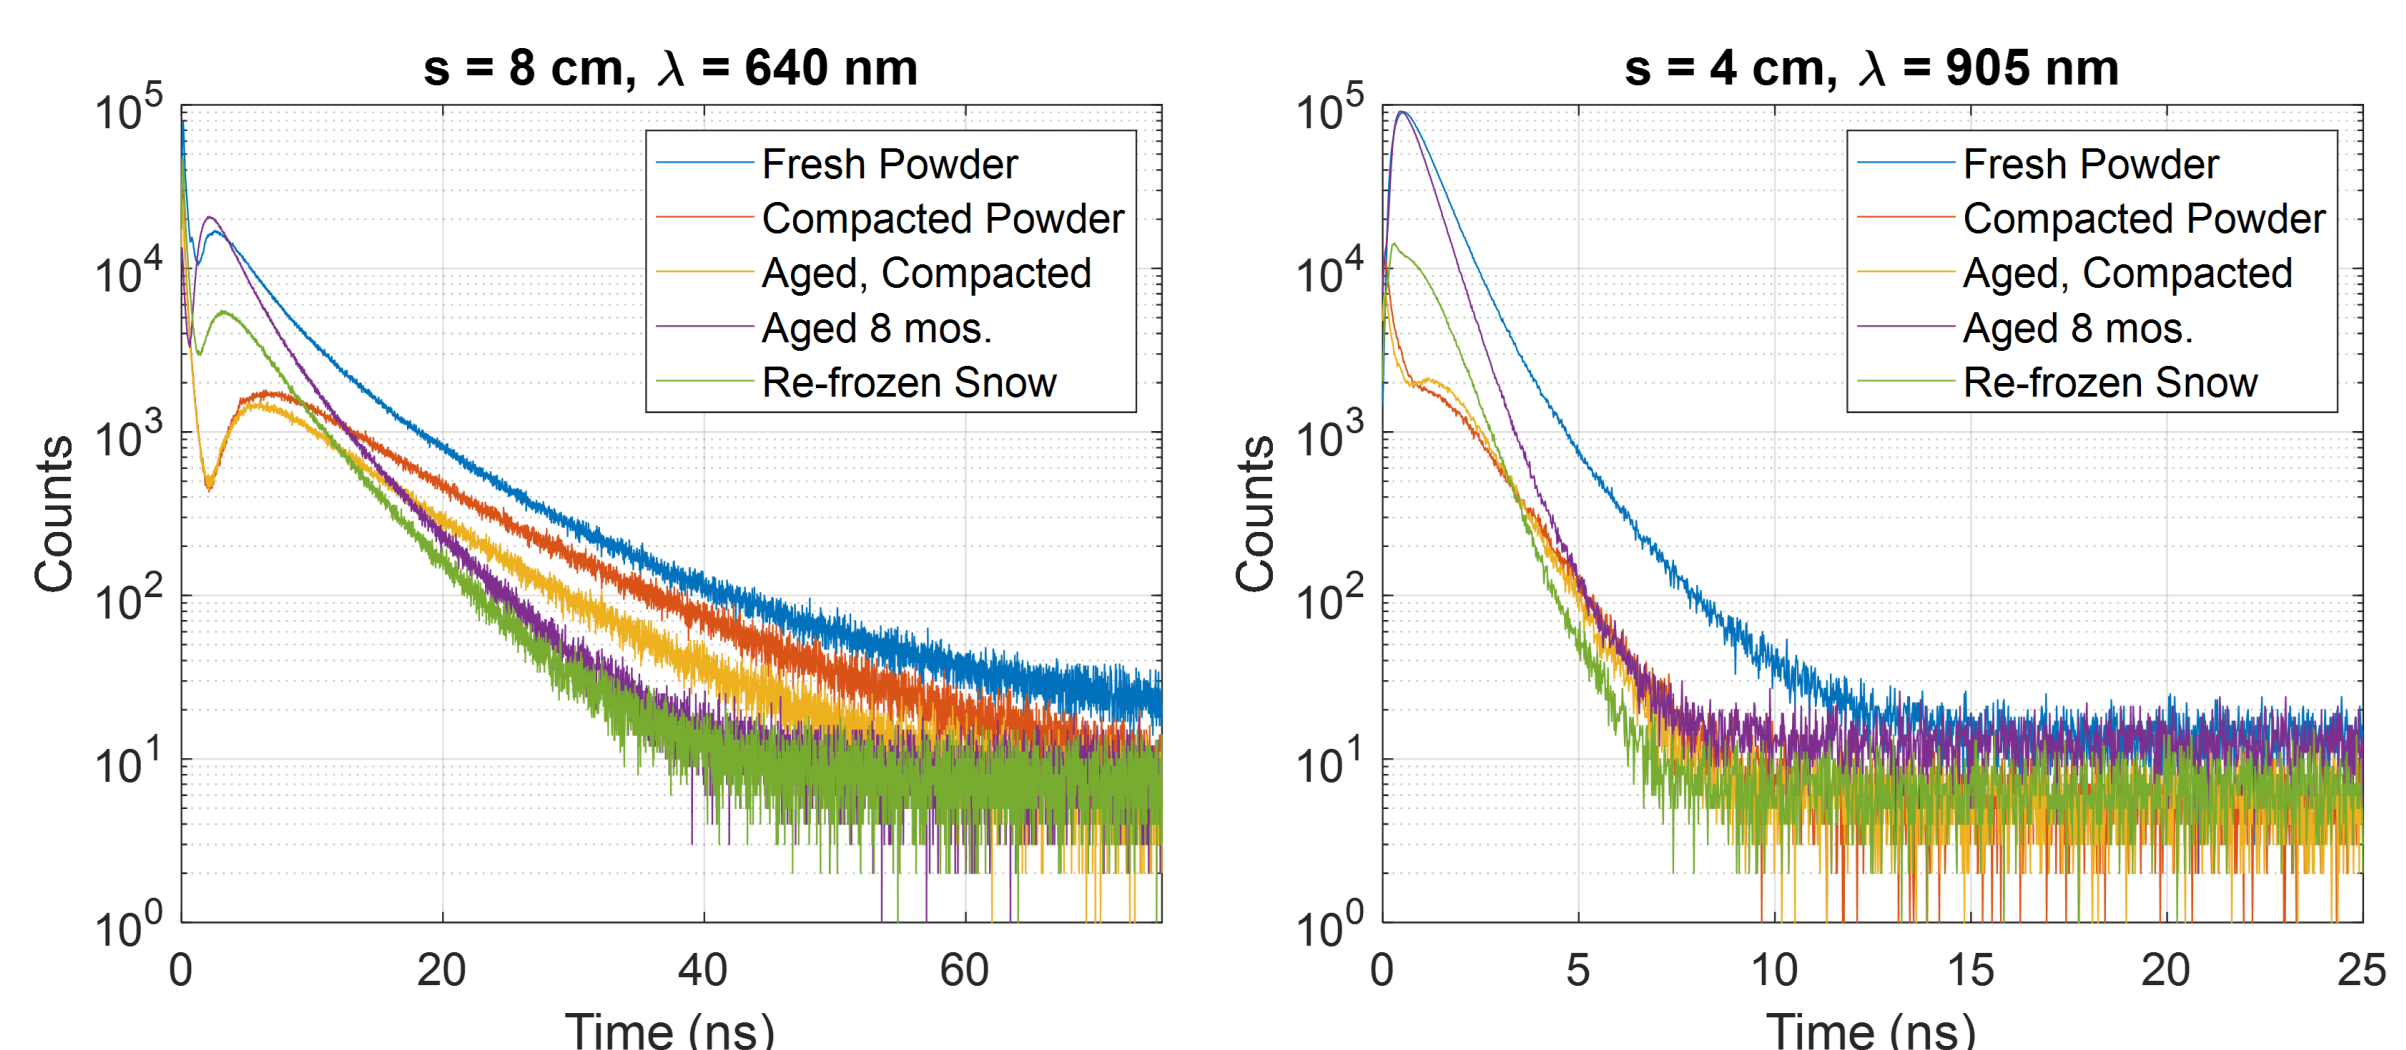 s = 8 cm, λ = 640 nm
10^5
10^4
10^3
10^2
10^1
10^0
Counts
Fresh Powder
Compacted Powder
Aged, Compacted
Aged 8 mos.
Re-frozen Snow
0 20 40 60
Time (ns)
s = 4 cm, λ = 905 nm
10^5
10^4
10^3
10^2
10^1
10^0
Counts
Fresh Powder
Compacted Powder
Aged, Compacted
Aged 8 mos.
Re-frozen Snow
0 5 10 15 20 25
Time (ns)